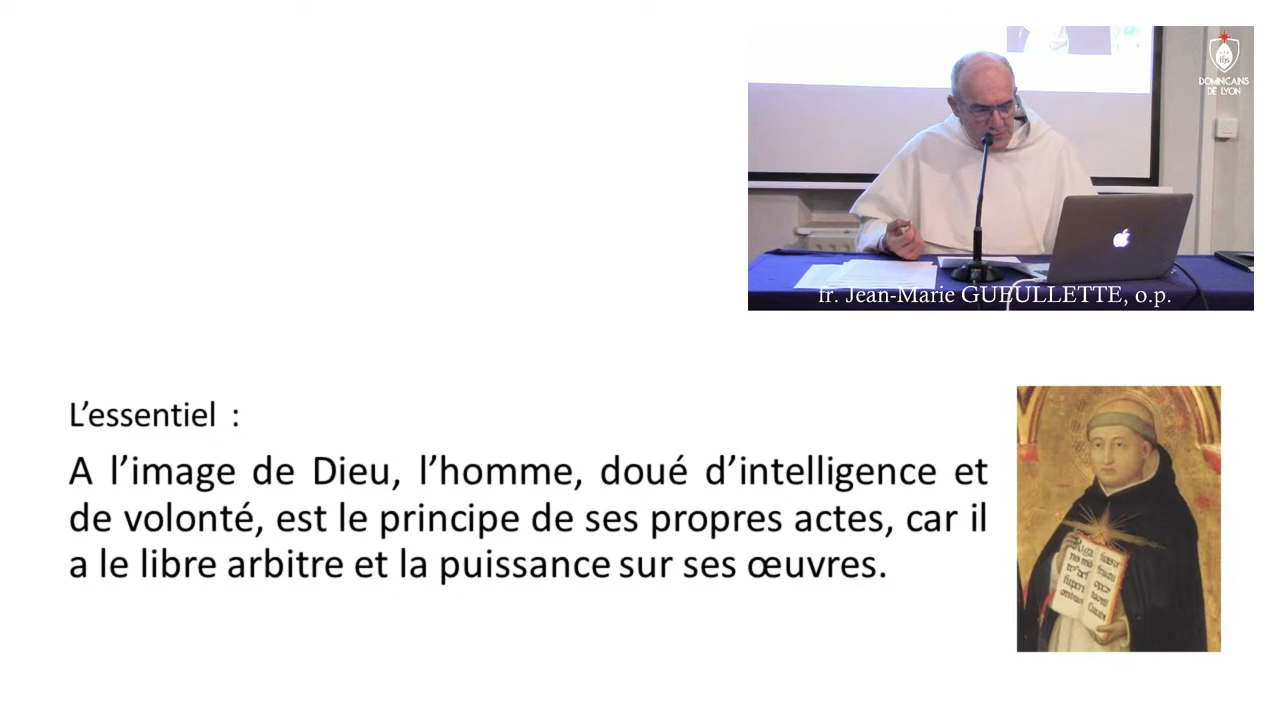 ihs
DOMINICAINS
DE LYON
fr. Jean-Marie GUEULLETTE, o.p.
L’essentiel :
A l’image de Dieu, l’homme, doué d’intelligence et
de volonté, est le principe de ses propres actes, car il
a le libre arbitre et la puissance sur ses œuvres.